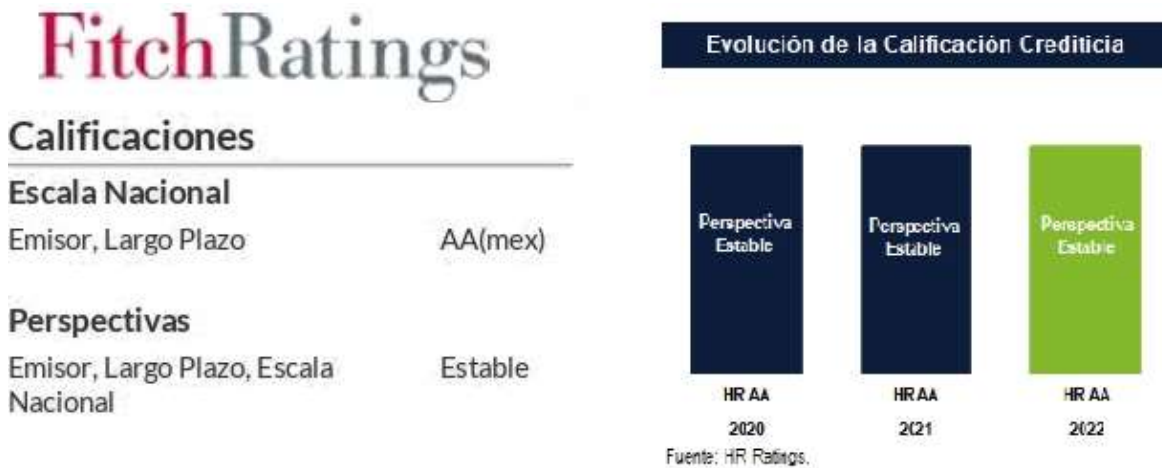 FitchRatings
Calificaciones
Escala Nacional
Emisor, Largo Plazo AA(mex)
Perspectivas
Emisor, Largo Plazo, Escala Estable
Nacional
Evolución de la Calificación Crediticia
Perspectiva Perspectiva Perspectiva
Estable Estable Estable
HR AA HR AA HR AA
2020 2021 2022
Fuente: HR Ratings.